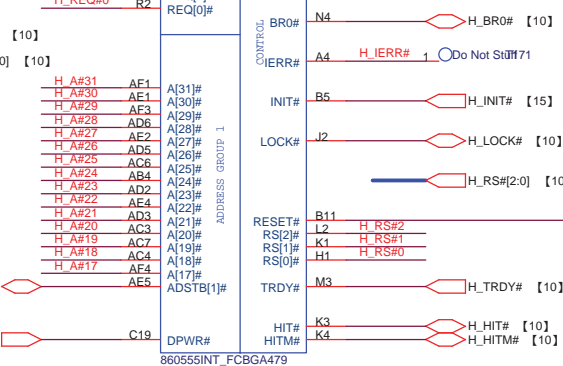 H_REQ#0 R2 REQ[0]#
[10]
0] [10]
H_A#31 AF1 A[31]#
H_A#30 AE1 A[30]#
H_A#29 AF3 A[29]#
H_A#28 AD6 A[28]#
H_A#27 AE2 A[27]#
H_A#26 AD5 A[26]#
H_A#25 AC6 A[25]#
H_A#24 AB4 A[24]#
H_A#23 AD2 A[23]#
H_A#22 AE4 A[22]#
H_A#21 AD3 A[21]#
H_A#20 AC3 A[20]#
H_A#19 AC7 A[19]#
H_A#18 AC4 A[18]#
H_A#17 AF4 A[17]#
AE5 ADSTB[1]#
C19 DPWR#
ADDRESS GROUP 1
CONTROL
BR0# N4 H_BR0# [10]
IERR# A4 H_IERR# 1 Do Not Stuff
INIT# B5 H_INIT# [15]
LOCK# J2 H_LOCK# [10]
H_RS#[2:0] [10
RESET# B11
RS[2]# L2 H_RS#2
RS[1]# K1 H_RS#1
RS[0]# H1 H_RS#0
TRDY# M3 H_TRDY# [10]
HIT# K3 H_HIT# [10]
HITM# K4 H_HITM# [10]
860555INT_FCBGA479